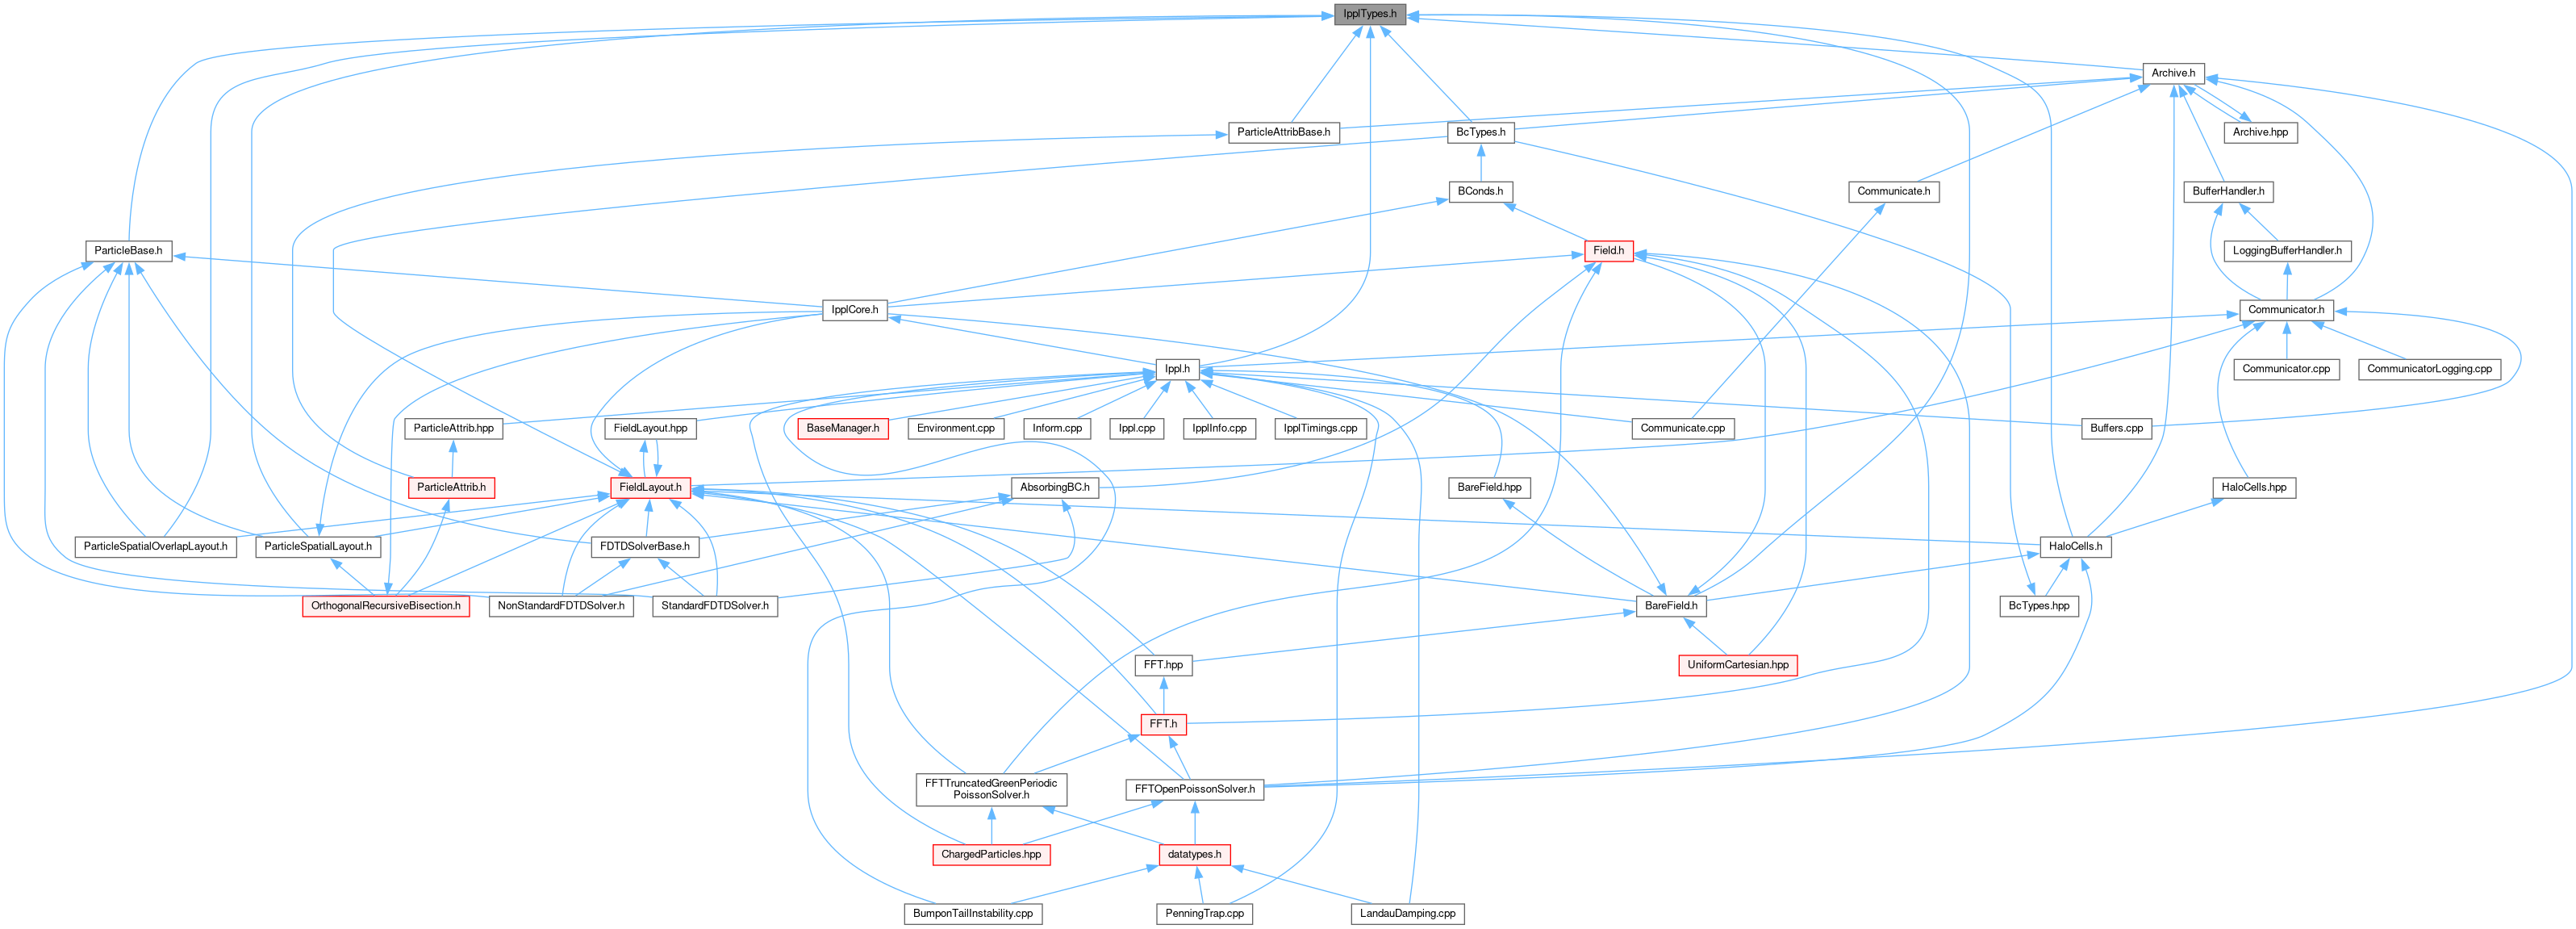 IpplTypes.h
Archive.h
ParticleAttribBase.h
BcTypes.h
Archive.hpp
BConds.h
Communicate.h
BufferHandler.h
ParticleBase.h
Field.h
LoggingBufferHandler.h
IpplCore.h
Communicator.h
Ippl.h
Communicator.cpp
CommunicatorLogging.cpp
ParticleAttrib.hpp
FieldLayout.hpp
BaseManager.h
Environment.cpp
Inform.cpp
Ippl.cpp
IpplInfo.cpp
IpplTimings.cpp
Communicate.cpp
Buffers.cpp
ParticleAttrib.h
FieldLayout.h
AbsorbingBC.h
BareField.hpp
HaloCells.hpp
ParticleSpatialOverlapLayout.h
ParticleSpatialLayout.h
FDTDSolverBase.h
HaloCells.h
OrthogonalRecursiveBisection.h
NonStandardFDTDSolver.h
StandardFDTDSolver.h
BareField.h
BcTypes.hpp
FFT.hpp
UniformCartesian.hpp
FFT.h
FFTTruncatedGreenPeriodic
PoissonSolver.h
FFTOpenPoissonSolver.h
ChargedParticles.hpp
datatypes.h
BumponTailInstability.cpp
PenningTrap.cpp
LandauDamping.cpp